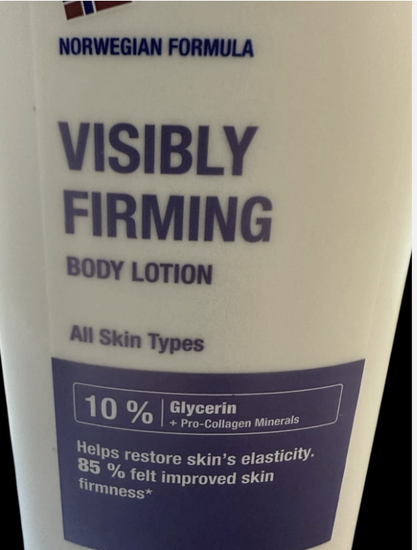 NORWEGIAN FORMULA
VISIBLY
FIRMING
BODY LOTION
All Skin Types
10 % Glycerin
+ Pro-Collagen Minerals
Helps restore skin's elasticity.
85 % felt improved skin
firmness*